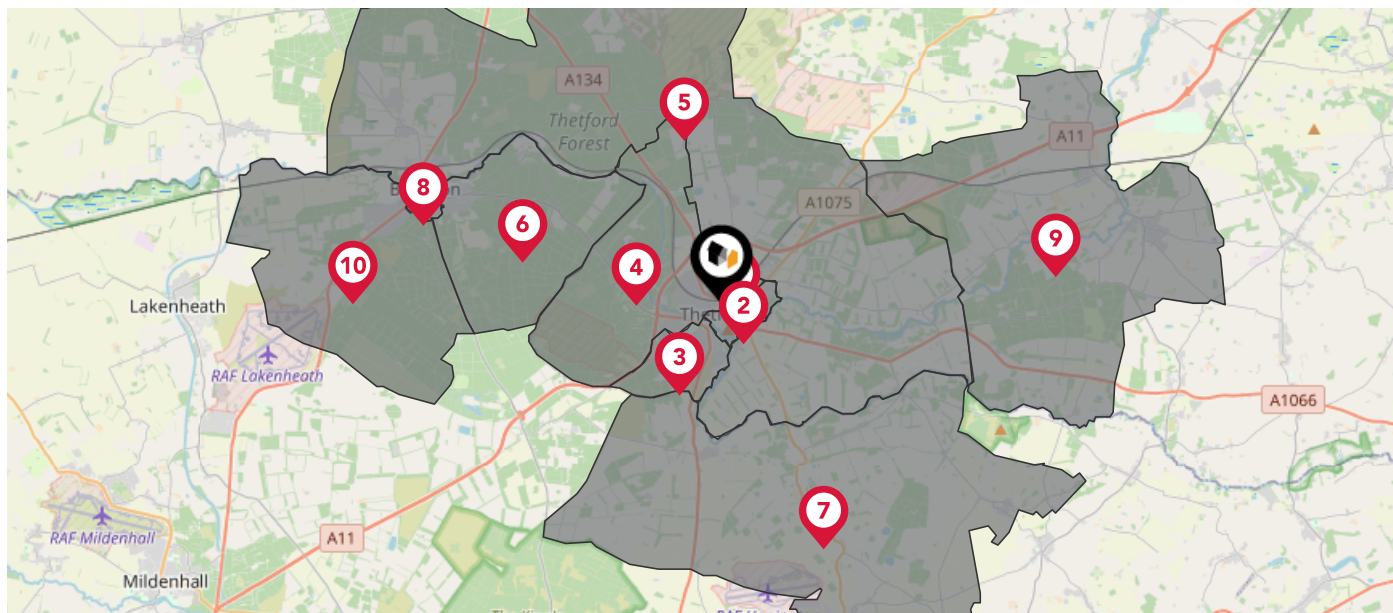 5
A134
Thetford
Forest
A11
8
A1075
6
9
10
4
2
Lakenheath
3
RAF Lakenheath
A1066
7
RAF Mildenhall
A11
Mildenhall